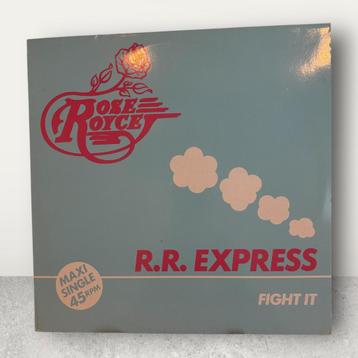 ROSE
ROYCE
R.R. EXPRESS
MAXI
SINGLE
45 RPM
FIGHT IT